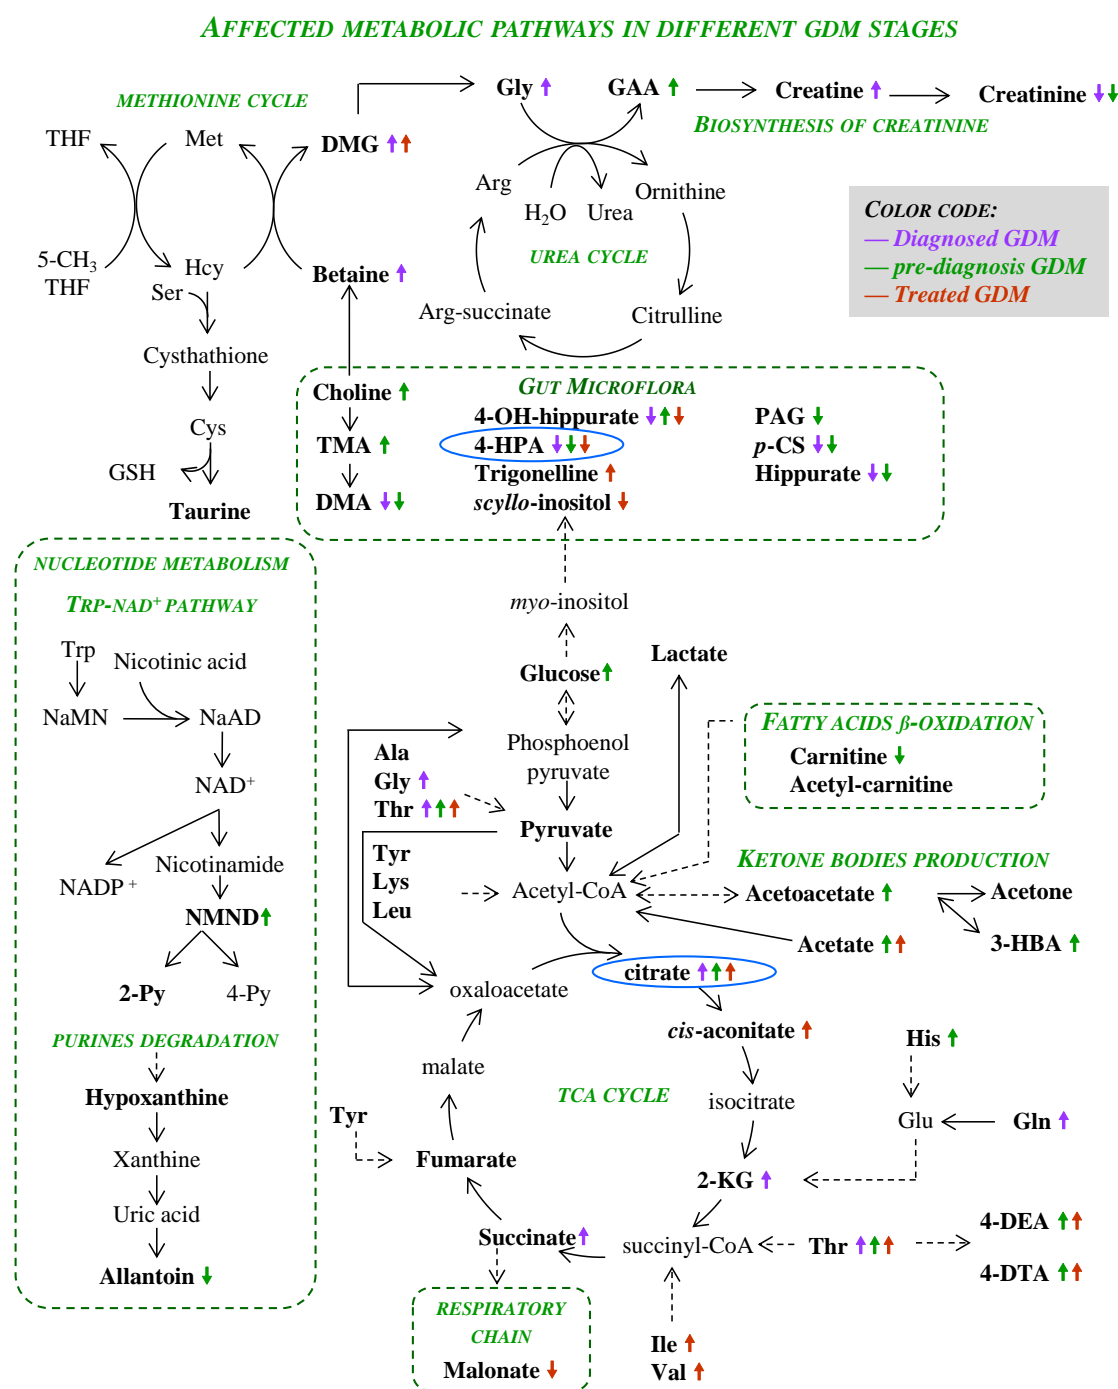 AFFECTED METABOLIC PATHWAYS IN DIFFERENT GDM STAGES
METHIONINE CYCLE
THF
Met
DMG
5-CH3
THF
Hcy
Betaine
Ser
Cysthathione
Cys
GSH
Taurine
Gly
GAA
Creatine
Creatinine
BIOSYNTHESIS OF CREATININE
Arg
H2O
Urea
Ornithine
UREA CYCLE
Arg-succinate
Citrulline
COLOR CODE:
— Diagnosed GDM
— pre-diagnosis GDM
— Treated GDM
GUT MICROFLORA
Choline
TMA
DMA
4-OH-hippurate
4-HPA
Trigonelline
scyllo-inositol
PAG
p-CS
Hippurate
NUCLEOTIDE METABOLISM
TRP-NAD+ PATHWAY
Trp
Nicotinic acid
NaMN
NaAD
NAD+
Nicotinamide
NADP +
NMND
2-Py
4-Py
PURINES DEGRADATION
Hypoxanthine
Xanthine
Uric acid
Allantoin
myo-inositol
Glucose
Lactate
Phosphoenol
pyruvate
Ala
Gly
Thr
Pyruvate
Tyr
Lys
Leu
Acetyl-CoA
FATTY ACIDS ß-OXIDATION
Carnitine
Acetyl-carnitine
KETONE BODIES PRODUCTION
Acetoacetate
Acetone
Acetate
3-HBA
citrate
oxaloacetate
cis-aconitate
malate
TCA CYCLE
isocitrate
His
Glu
Gln
Tyr
Fumarate
2-KG
Succinate
succinyl-CoA
Thr
4-DEA
4-DTA
RESPIRATORY
CHAIN
Malonate
Ile
Val